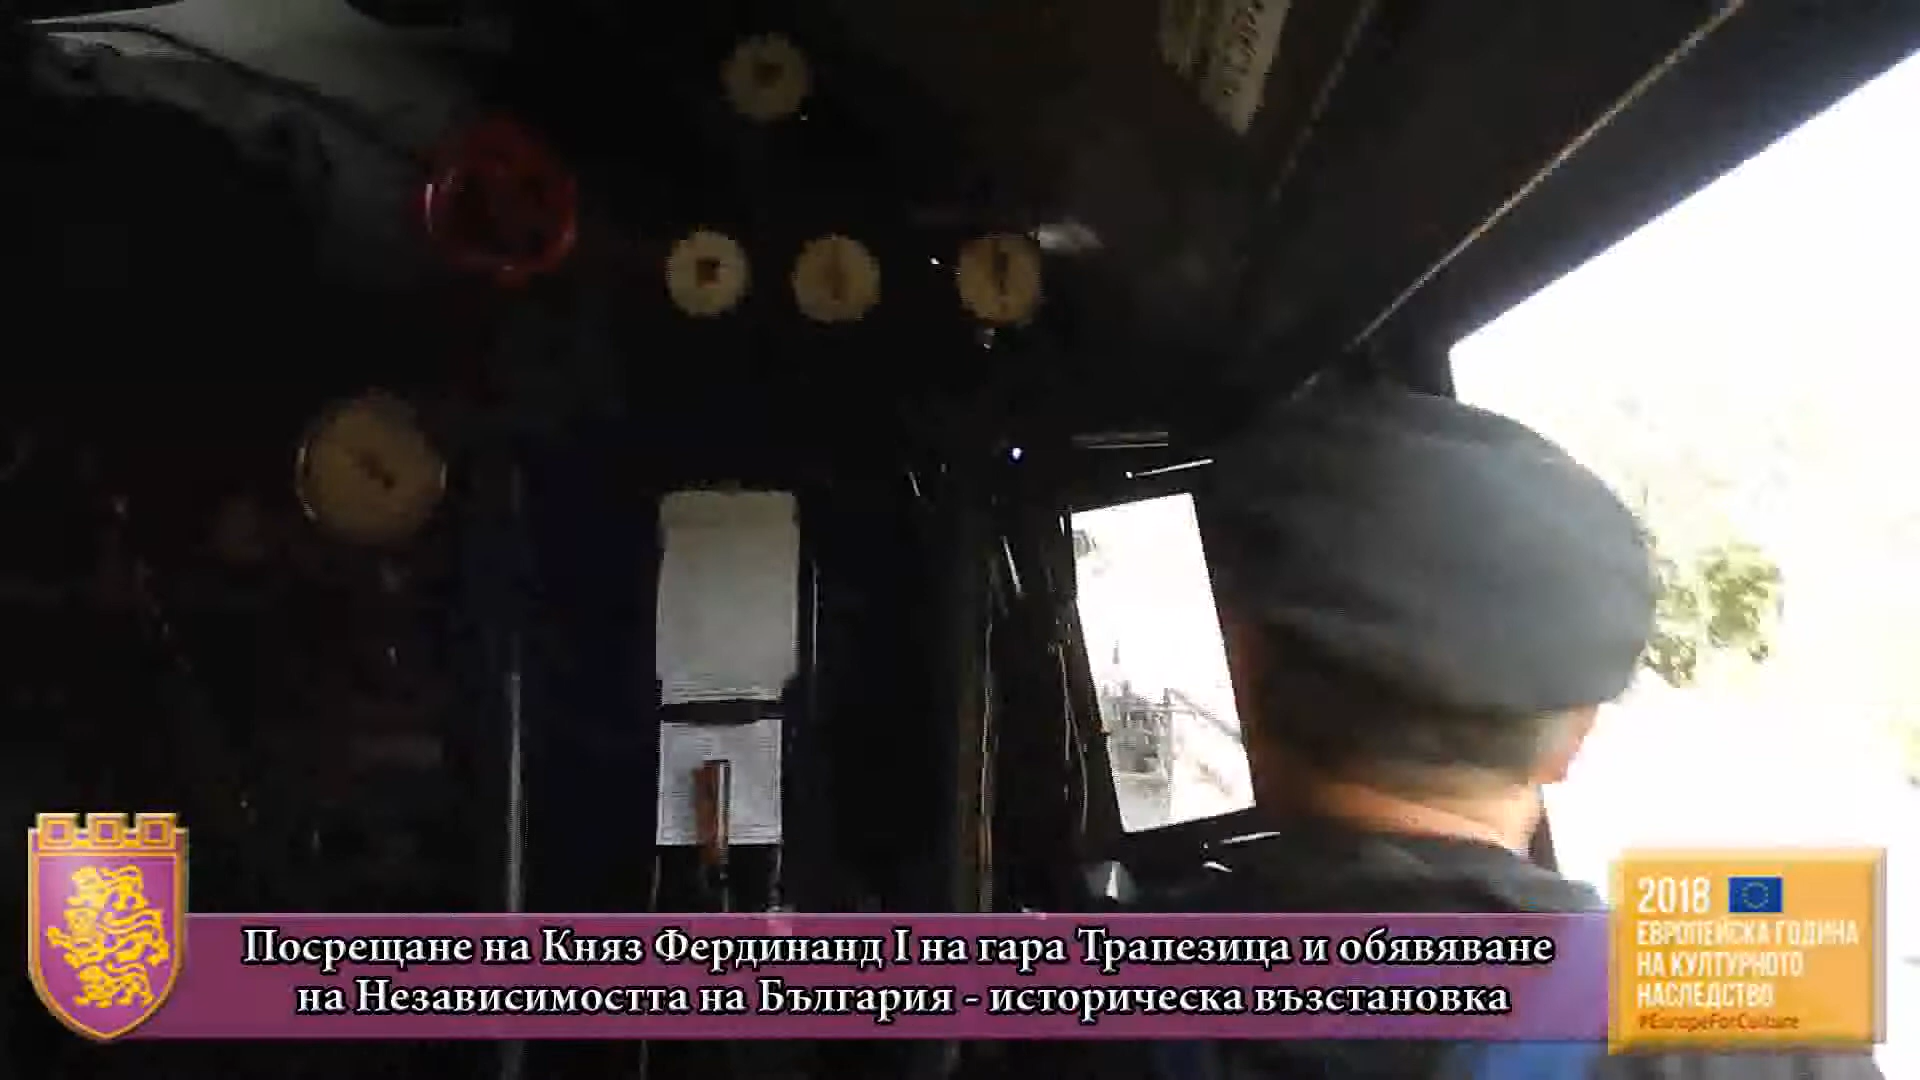 Посрещане на Княз Фердинанд I на гара Трапезица и обявяване
на Независимостта на България - историческа възстановка
2018
ЕВРОПЕЙСКА ГОДИНА
НА КУЛТУРНОТО
НАСЛЕДСТВО
#EuropeForCulture